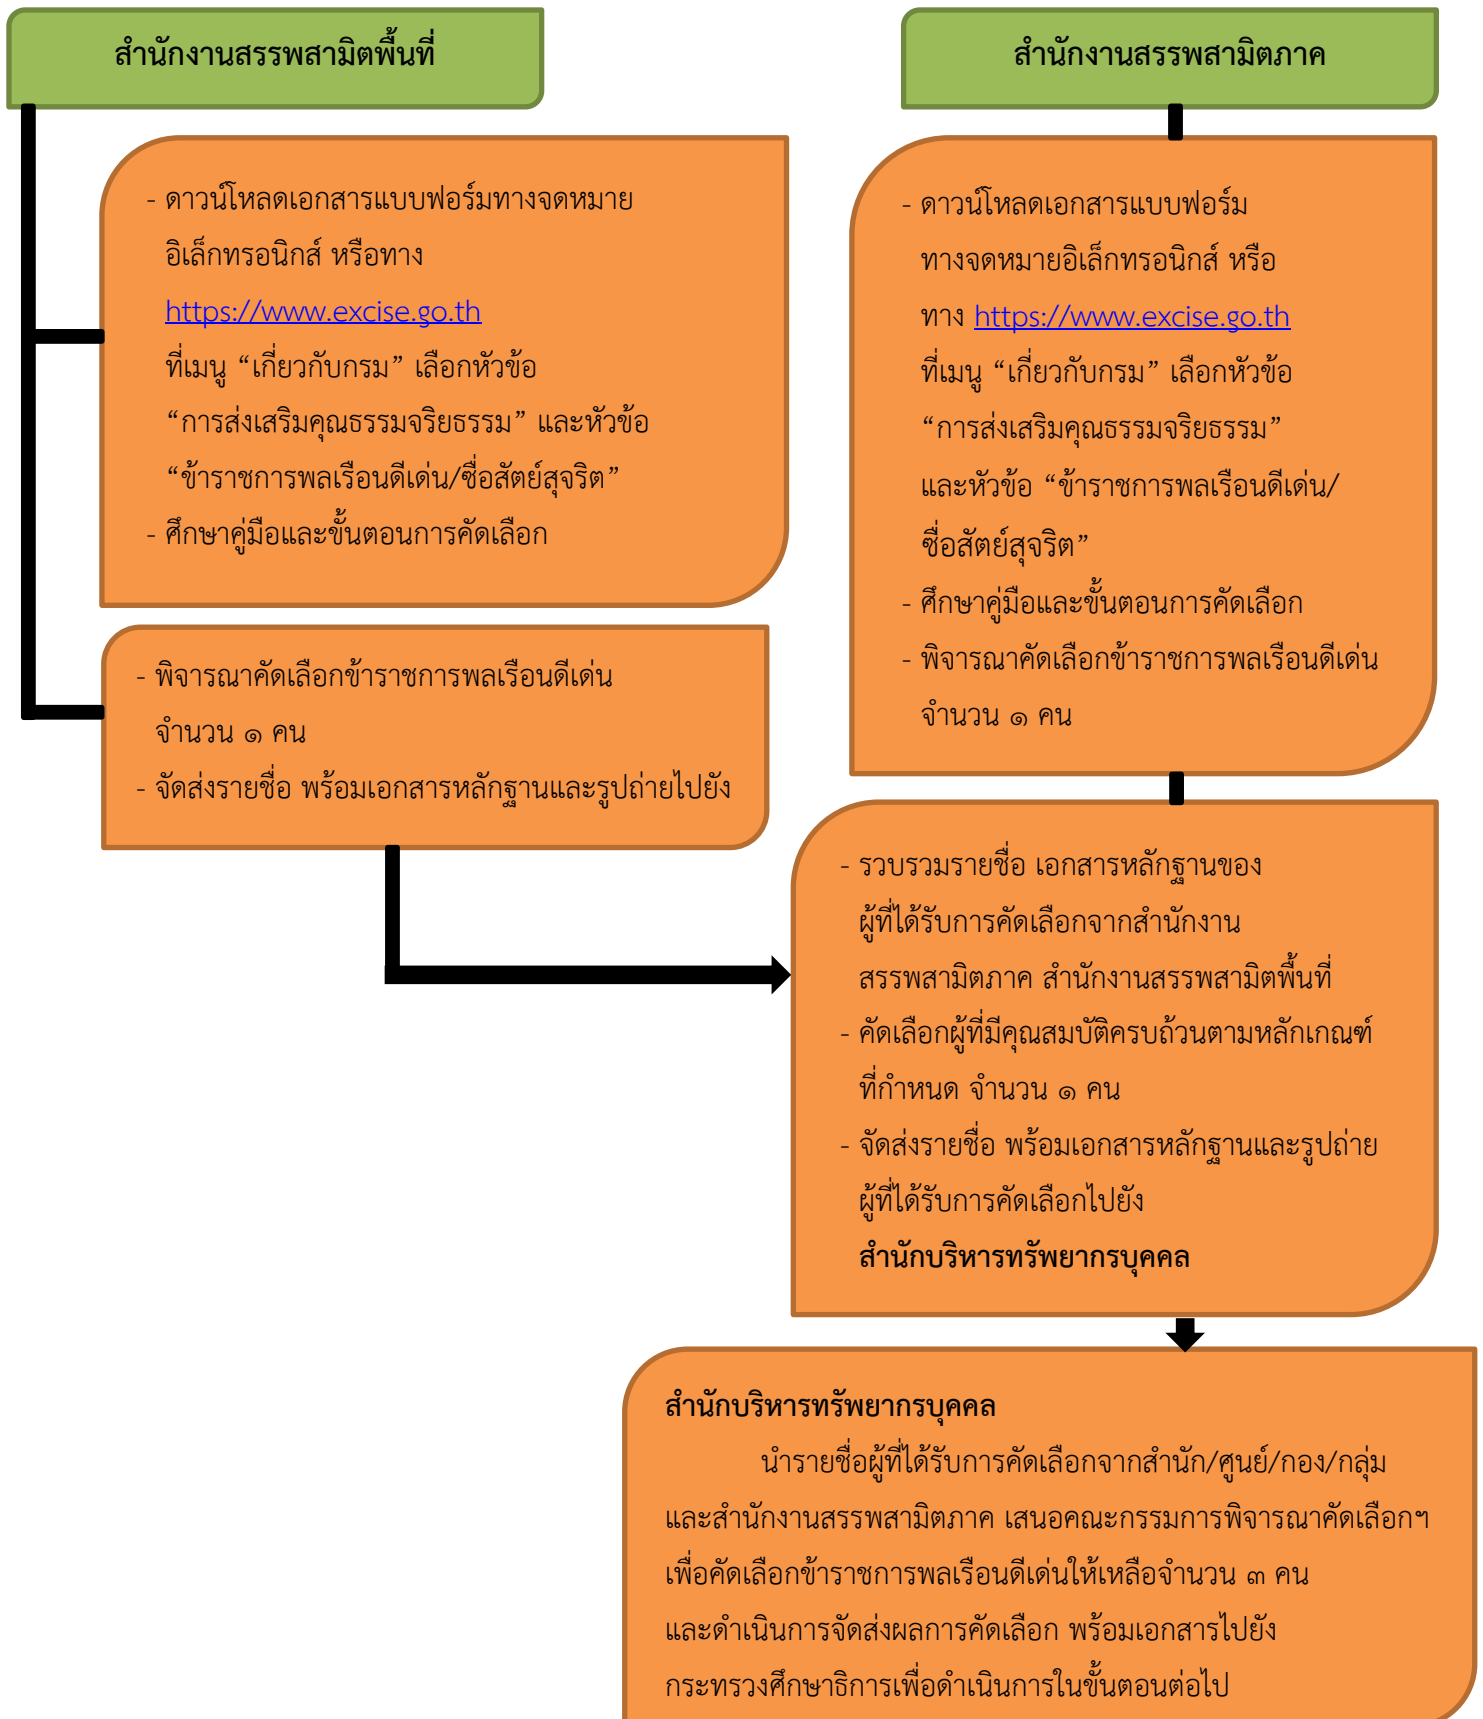 สำนักงานสรรพสามิตพื้นที่
- ดาวน์โหลดเอกสารแบบฟอร์มทางจดหมาย
อิเล็กทรอนิกส์ หรือทาง
https://www.excise.go.th
ที่เมนู “เกี่ยวกับกรม” เลือกหัวข้อ
“การส่งเสริมคุณธรรมจริยธรรม” และหัวข้อ
“ข้าราชการพลเรือนดีเด่น/ซื่อสัตย์สุจริต”
- ศึกษาคู่มือและขั้นตอนการคัดเลือก
- พิจารณาคัดเลือกข้าราชการพลเรือนดีเด่น
จำนวน ๑ คน
- จัดส่งรายชื่อ พร้อมเอกสารหลักฐานและรูปถ่ายไปยัง
สำนักงานสรรพสามิตภาค
- ดาวน์โหลดเอกสารแบบฟอร์ม
ทางจดหมายอิเล็กทรอนิกส์ หรือ
ทาง https://www.excise.go.th
ที่เมนู “เกี่ยวกับกรม” เลือกหัวข้อ
“การส่งเสริมคุณธรรมจริยธรรม”
และหัวข้อ “ข้าราชการพลเรือนดีเด่น/
ซื่อสัตย์สุจริต”
- ศึกษาคู่มือและขั้นตอนการคัดเลือก
- พิจารณาคัดเลือกข้าราชการพลเรือนดีเด่น
จำนวน ๑ คน
- รวบรวมรายชื่อ เอกสารหลักฐานของ
ผู้ที่ได้รับการคัดเลือกจากสำนักงาน
สรรพสามิตภาค สำนักงานสรรพสามิตพื้นที่
- คัดเลือกผู้ที่มีคุณสมบัติครบถ้วนตามหลักเกณฑ์
ที่กำหนด จำนวน ๑ คน
- จัดส่งรายชื่อ พร้อมเอกสารหลักฐานและรูปถ่าย
ผู้ที่ได้รับการคัดเลือกไปยัง
สำนักบริหารทรัพยากรบุคคล
สำนักบริหารทรัพยากรบุคคล
นำรายชื่อผู้ที่ได้รับการคัดเลือกจากสำนัก/ศูนย์/กอง/กลุ่ม
และสำนักงานสรรพสามิตภาค เสนอคณะกรรมการพิจารณาคัดเลือกฯ
เพื่อคัดเลือกข้าราชการพลเรือนดีเด่นให้เหลือจำนวน ๓ คน
และดำเนินการจัดส่งผลการคัดเลือก พร้อมเอกสารไปยัง
กระทรวงศึกษาธิการเพื่อดำเนินการในขั้นตอนต่อไป